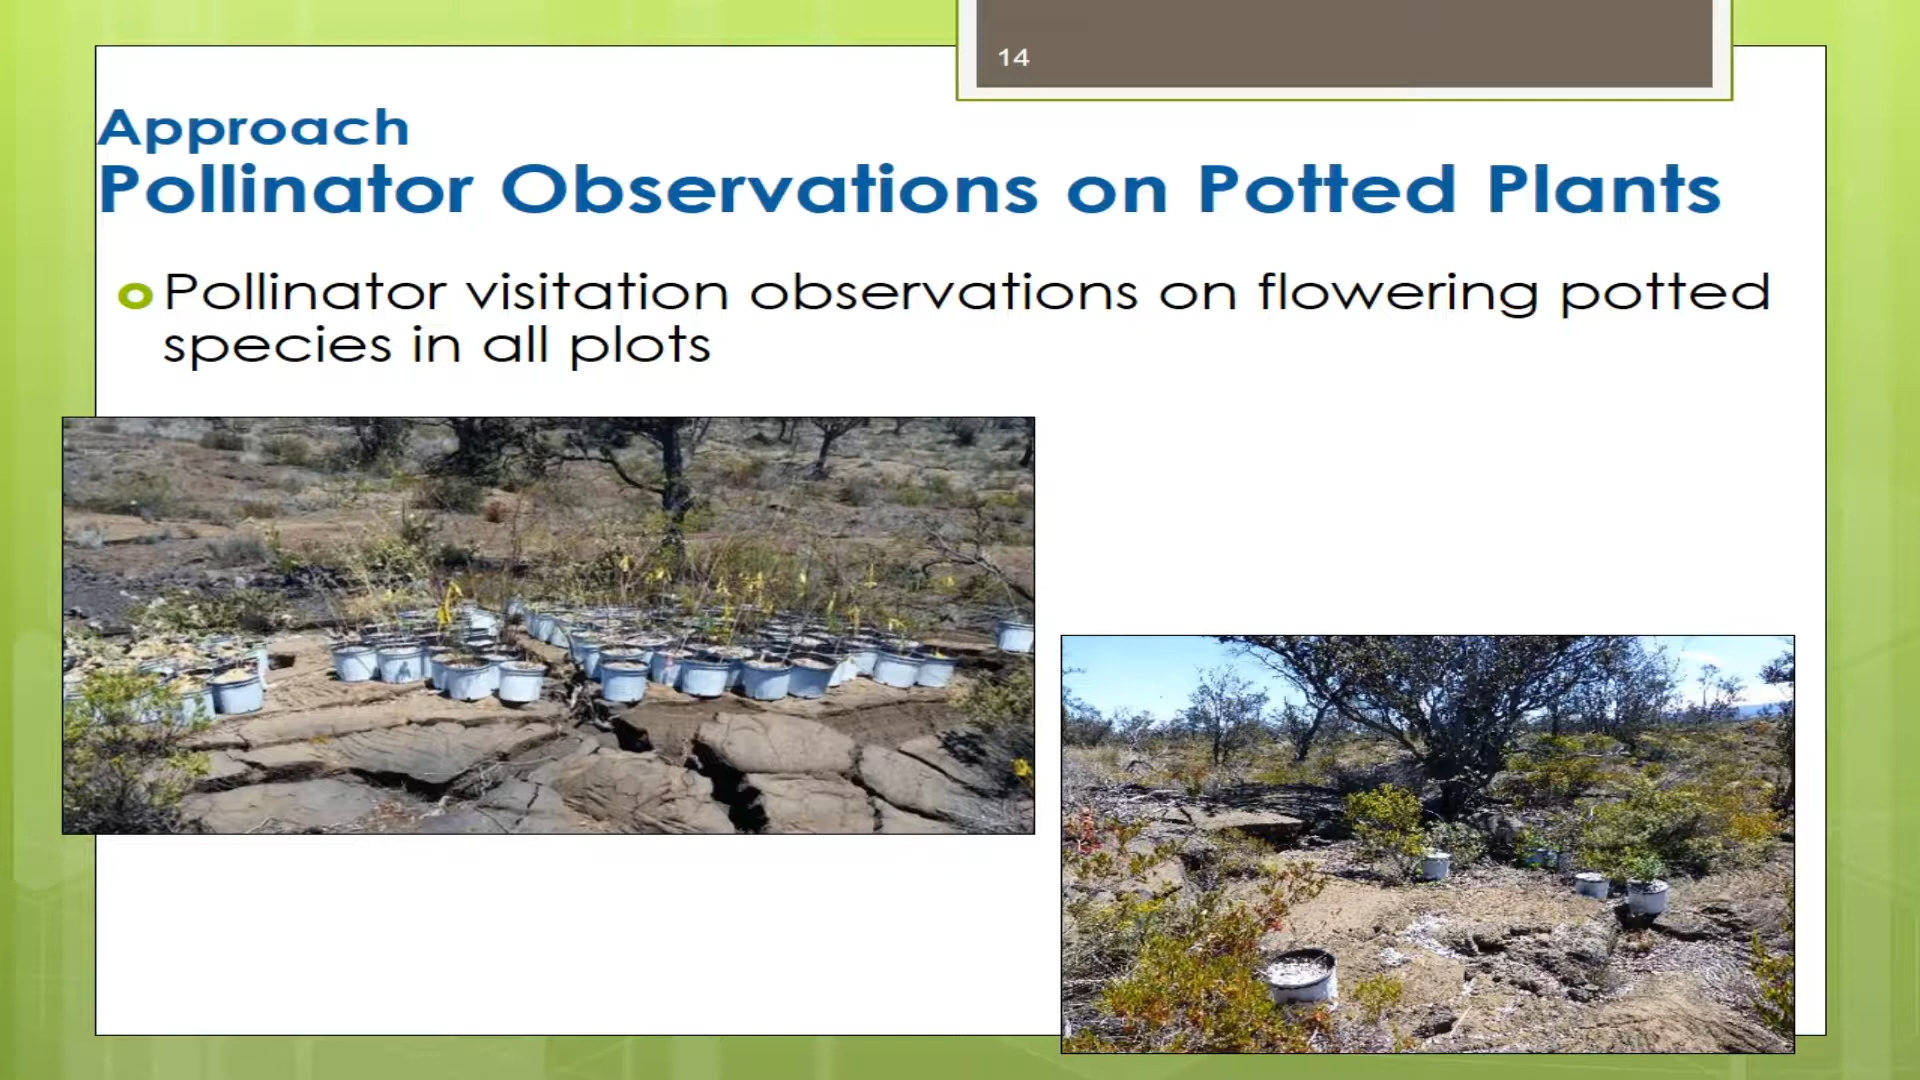 14
Approach
Pollinator Observations on Potted Plants
Pollinator visitation observations on flowering potted
species in all plots